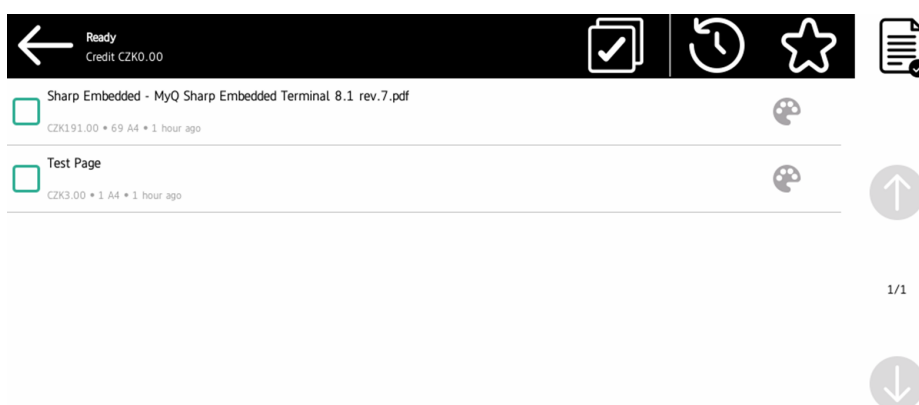 Ready
Credit CZK0.00
Sharp Embedded - MyQ Sharp Embedded Terminal 8.1 rev.7.pdf
CZK191.00 • 69 A4 • 1 hour ago
Test Page
CZK3.00 • 1 A4 • 1 hour ago
1/1